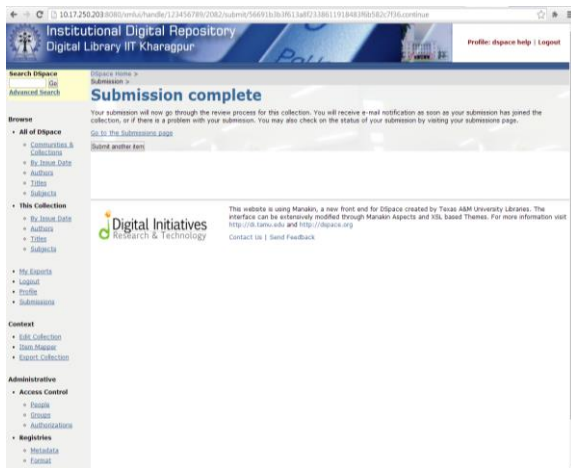 10.17.250.203:8080/xmlui/handle/123456789/2082/submit/56691b3b3f613a6f2338611918483f6b582c7f36.continue
Institutional Digital Repository
Digital Library IIT Kharagpur
Profile: dspace help | Logout
Search DSpace
Go
Advanced Search
DSpace Home >
Submission >
Submission complete
Your submission will now go through the review process for this collection. You will receive e-mail notification as soon as your submission has joined the
collection, or if there is a problem with your submission. You may also check on the status of your submission by visiting your submissions page.
Go to the Submissions page
Submit another item
Browse
All of DSpace
Communities &
Collections
By Issue Date
Authors
Titles
Subjects
This Collection
By Issue Date
Authors
Titles
Subjects
My Exports
Logout
Profile
Submissions
Context
Edit Collection
Item Mapper
Export Collection
Administrative
Access Control
People
Groups
Authorizations
Registries
Metadata
Format
Digital Initiatives
Research & Technology
This website is using Manakin, a new front end for DSpace created by Texas A&M University Libraries. The
interface can be extensively modified through Manakin Aspects and XSL based Themes. For more information visit
http://di.tamu.edu and http://dspace.org
Contact Us | Send Feedback